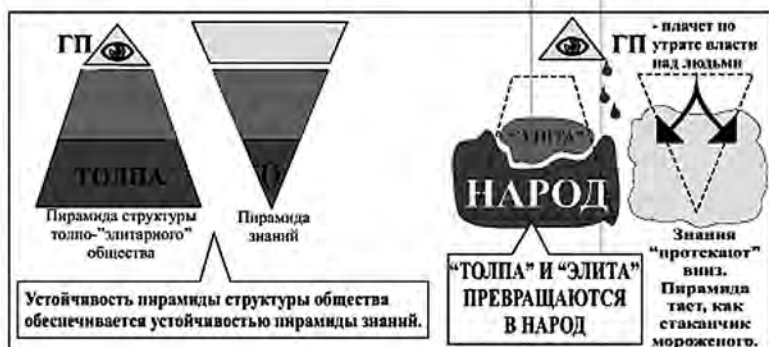 ГП
ТОЛПА
Пирамида структуры
толпо-"элитарного"
общества
Пирамида
знаний
Устойчивость пирамиды структуры общества
обеспечивается устойчивостью пирамиды знаний.
ГП
- плачет по
утрате власти
над людьми
"ЭЛИТА"
НАРОД
"ТОЛПА" И "ЭЛИТА"
ПРЕВРАЩАЮТСЯ
В НАРОД
Знания
"протекают"
вниз.
Пирамида
тает, как
стаканчик
мороженого.